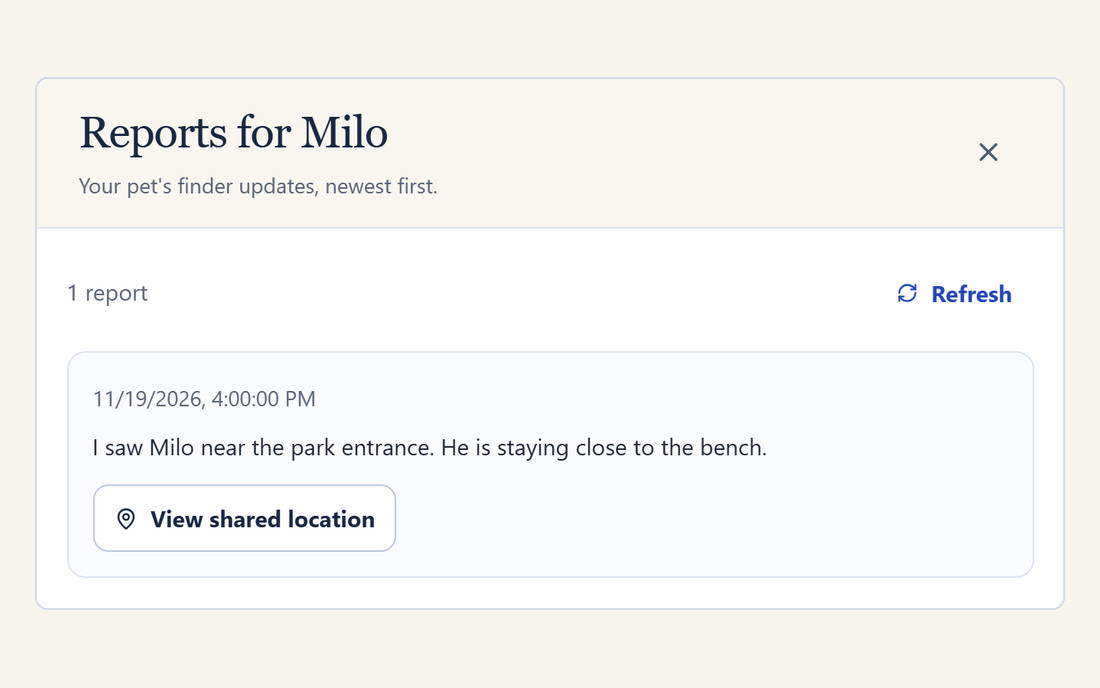 Reports for Milo
Your pet's finder updates, newest first.
1 report
Refresh
11/19/2026, 4:00:00 PM
I saw Milo near the park entrance. He is staying close to the bench.
View shared location